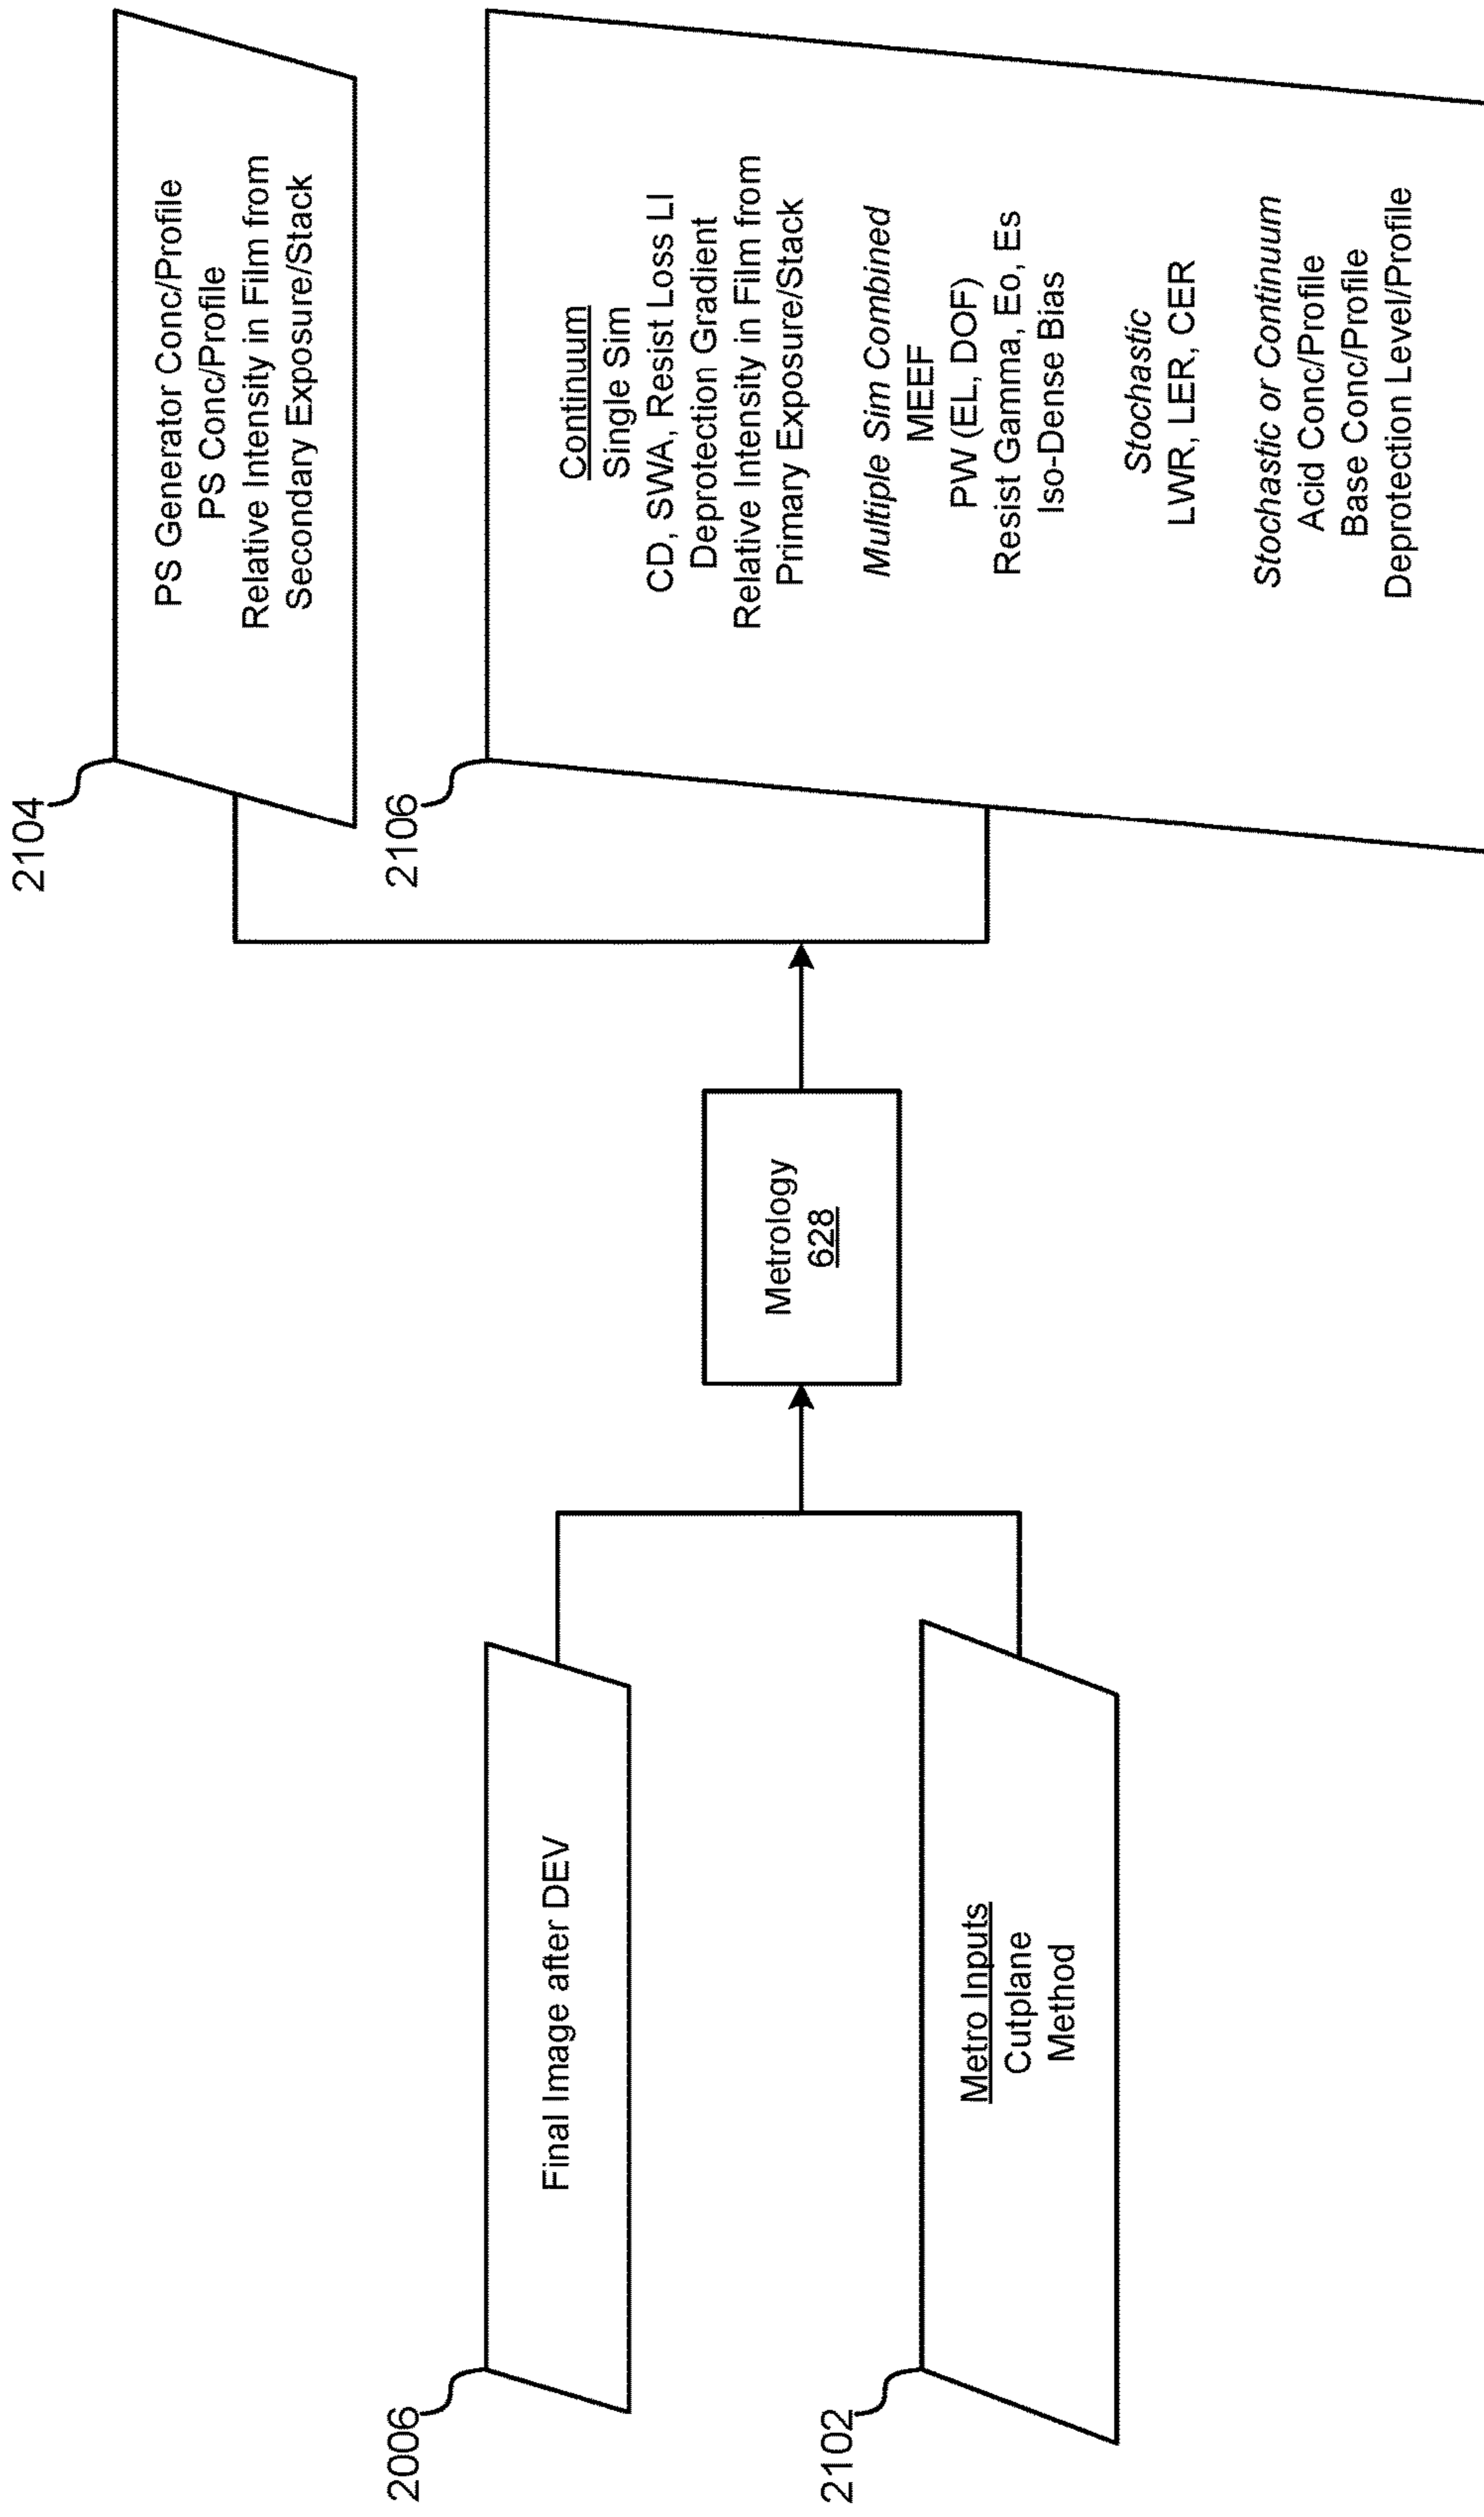 2006
Final Image after DEV
2102
Metro Inputs
Cutplane
Method
Metrology
628
2104
PS Generator Conc/Profile
PS Conc/Profile
Relative Intensity in Film from
Secondary Exposure/Stack
2106
Continuum
Single Sim
CD, SWA, Resist Loss LI
Deprotection Gradient
Relative Intensity in Film from
Primary Exposure/Stack
Multiple Sim Combined
MEEF
PW (EL, DOF)
Resist Gamma, Eo, Es
Iso-Dense Bias
Stochastic
LWR, LER, CER
Stochastic or Continuum
Acid Conc/Profile
Base Conc/Profile
Deprotection Level/Profile